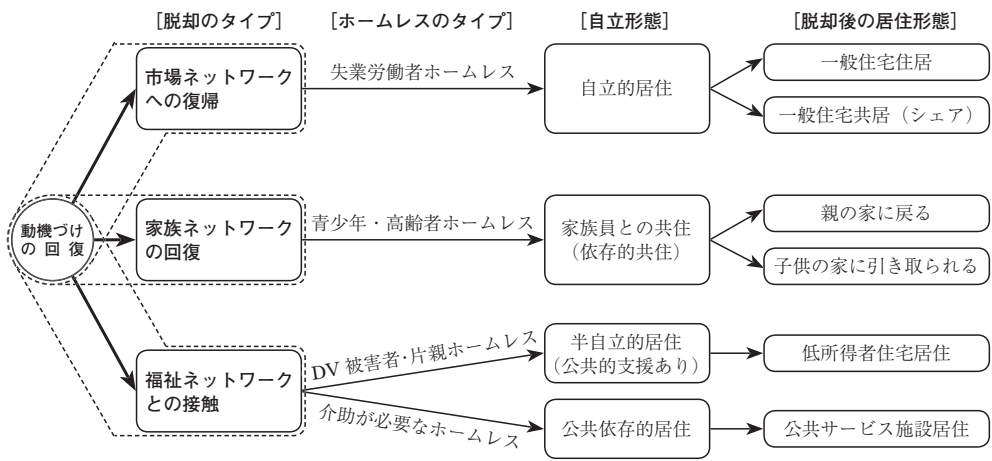 [脱却のタイプ] [ホームレスのタイプ] [自立形態] [脱却後の居住形態]
動機づけ
の 回 復
市場ネットワーク
への復帰
失業労働者ホームレス
自立的居住
一般住宅住居
一般住宅共居（シェア）
家族ネットワーク
の回復
青少年・高齢者ホームレス
家族員との共住
（依存的共住）
親の家に戻る
子供の家に引き取られる
福祉ネットワーク
との接触
DV 被害者・片親ホームレス
半自立的居住
（公共的支援あり）
低所得者住宅居住
介助が必要なホームレス
公共依存的居住
公共サービス施設居住